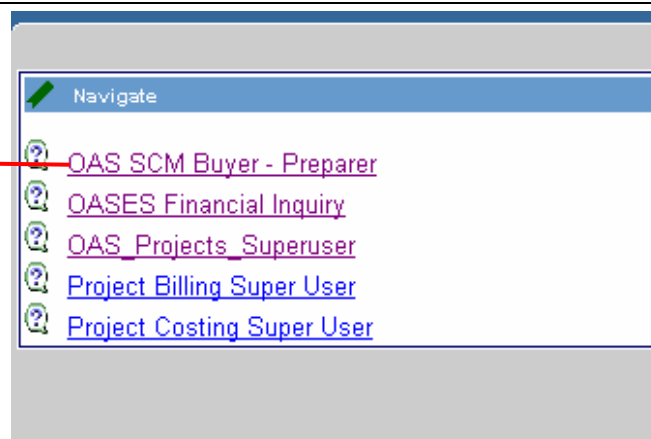 Navigate
OAS SCM Buyer - Preparer
OASES Financial Inquiry
OAS_Projects_Superuser
Project Billing Super User
Project Costing Super User